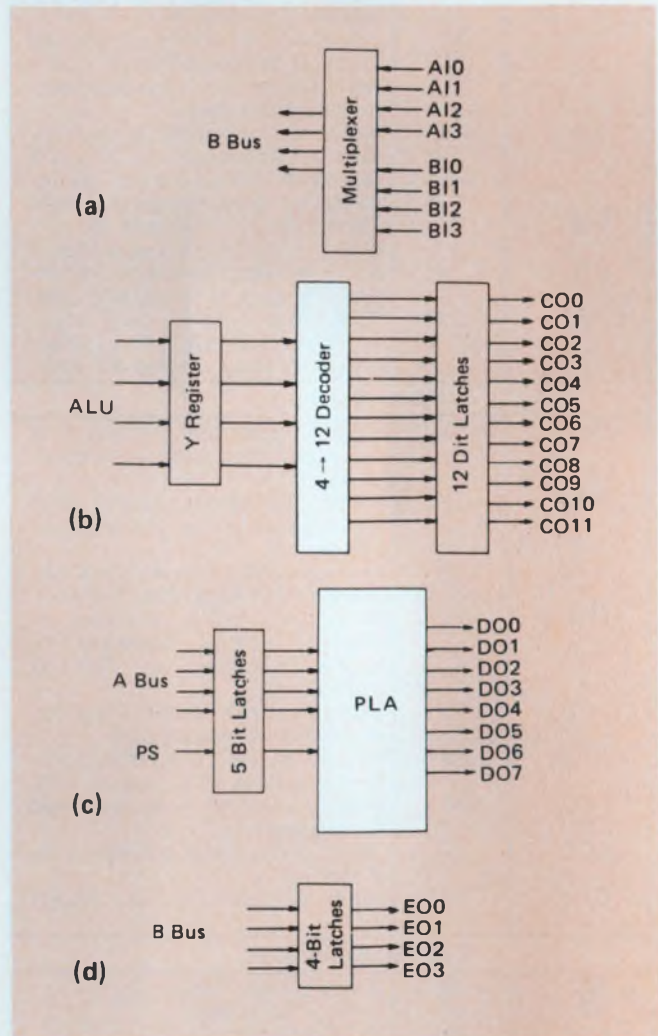 AI0
AI1
AI2
AI3
B Bus
Multiplexer
BI0
BI1
BI2
BI3
(a)
ALU
Y Register
4 → 12 Decoder
12 Dit Latches
CO0
CO1
CO2
CO3
CO4
CO5
CO6
CO7
CO8
CO9
CO10
CO11
(b)
A Bus
PS
5 Bit Latches
PLA
DO0
DO1
DO2
DO3
DO4
DO5
DO6
DO7
(c)
B Bus
4-Bit
Latches
EO0
EO1
EO2
EO3
(d)